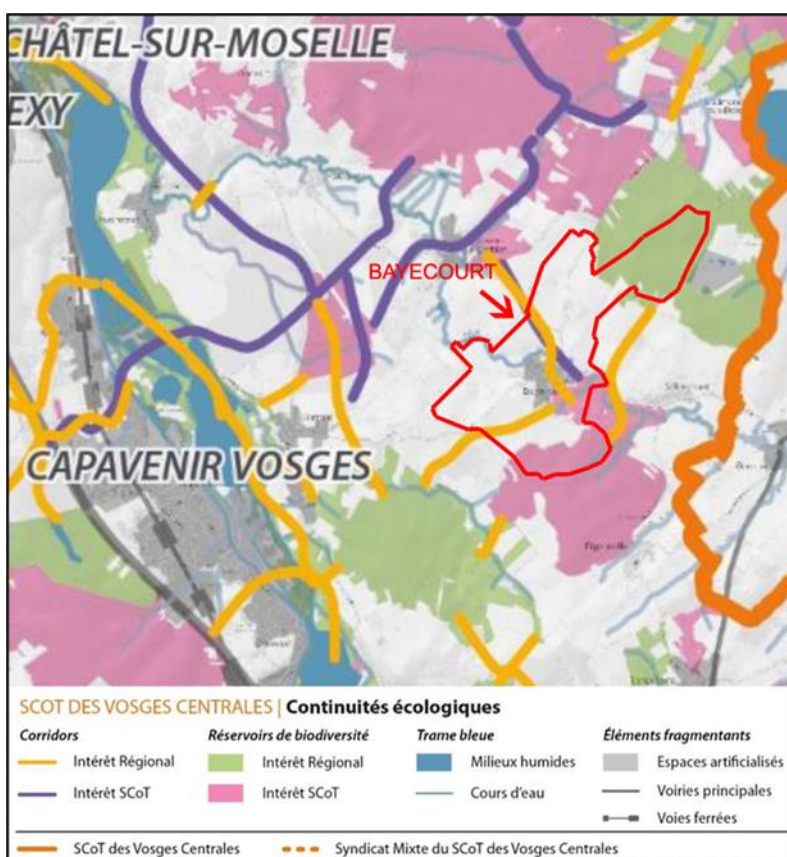 CHÂTEL-SUR-MOSELLE
EXY
BAYECOURT
CAPAVENIR VOSGES
SCOT DES VOSGES CENTRALES | Continuités écologiques
Corridors
Intérêt Régional
Intérêt SCoT
Réservoirs de biodiversité
Intérêt Régional
Intérêt SCoT
Trame bleue
Milieux humides
Cours d'eau
Éléments fragmentants
Espaces artificialisés
Voiries principales
Voies ferrées
SCoT des Vosges Centrales
Syndicat Mixte du SCoT des Vosges Centrales